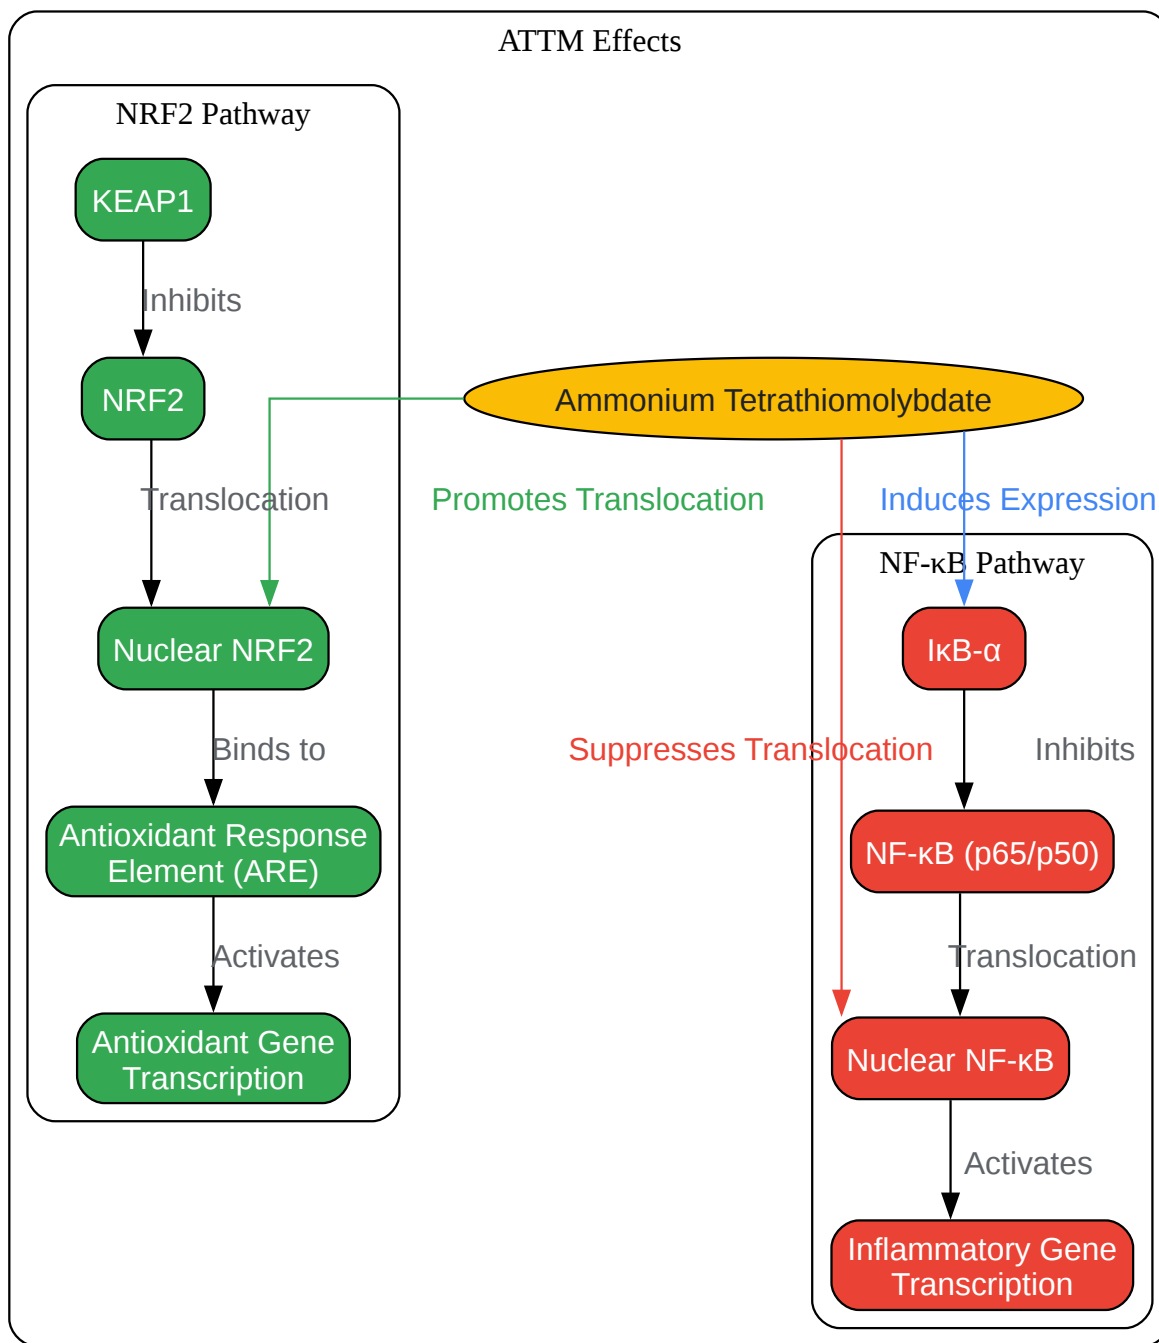 ATTM Effects
NRF2 Pathway
KEAP1
Inhibits
NRF2
Ammonium Tetrathiomolybdate
Translocation
Promotes Translocation
Induces Expression
NF-κB Pathway
Nuclear NRF2
IκB-α
Binds to
Suppresses Translocation
Inhibits
Antioxidant Response
Element (ARE)
NF-κB (p65/p50)
Activates
Translocation
Antioxidant Gene
Transcription
Nuclear NF-κB
Activates
Inflammatory Gene
Transcription